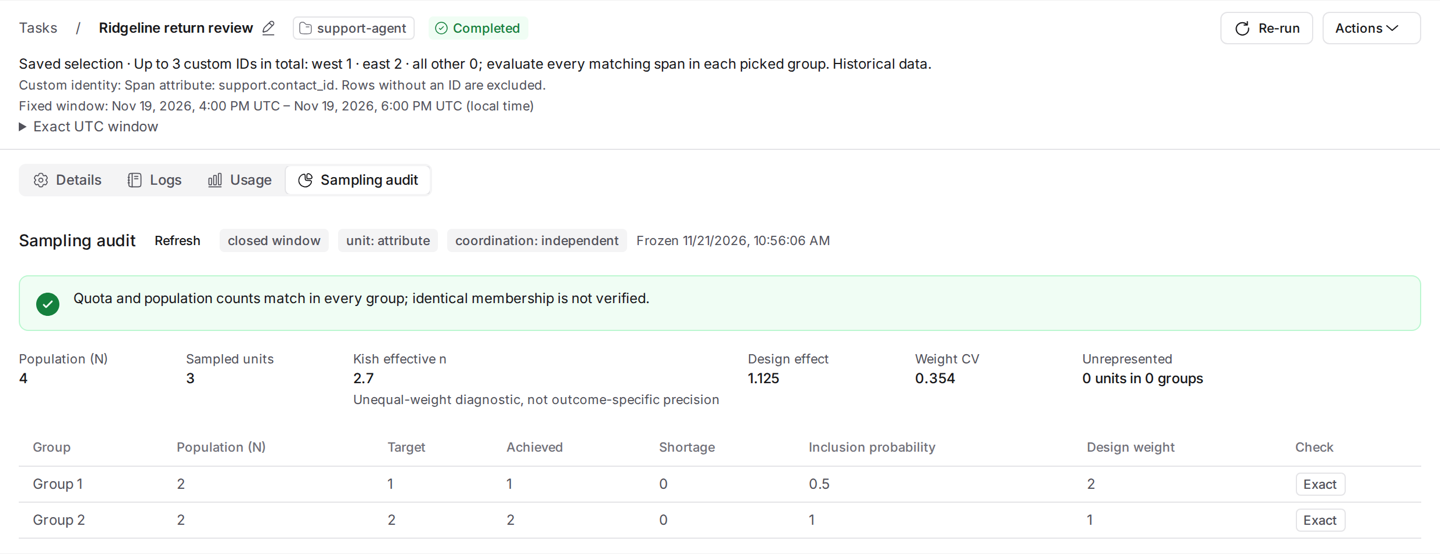 Tasks / Ridgeline return review support-agent Completed Re-run Actions
Saved selection · Up to 3 custom IDs in total: west 1 · east 2 · all other 0; evaluate every matching span in each picked group. Historical data.
Custom identity: Span attribute: support.contact_id. Rows without an ID are excluded.
Fixed window: Nov 19, 2026, 4:00 PM UTC – Nov 19, 2026, 6:00 PM UTC (local time)
Exact UTC window
Details Logs Usage Sampling audit
Sampling audit Refresh closed window unit: attribute coordination: independent Frozen 11/21/2026, 10:56:06 AM
Quota and population counts match in every group; identical membership is not verified.
Population (N) Sampled units Kish effective n Design effect Weight CV Unrepresented
4 3 2.7 1.125 0.354 0 units in 0 groups
Unequal-weight diagnostic, not outcome-specific precision
Group Population (N) Target Achieved Shortage Inclusion probability Design weight Check
Group 1 2 1 1 0 0.5 2 Exact
Group 2 2 2 2 0 1 1 Exact